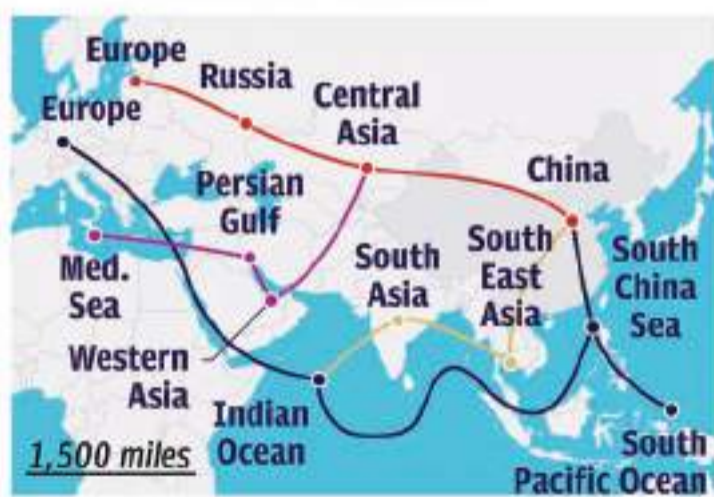 Europe
Russia
Europe
Central
Asia
China
Persian
Gulf
South
Asia
South
East
Asia
South
China
Sea
Med.
Sea
Western
Asia
Indian
Ocean
South
Pacific Ocean
1,500 miles